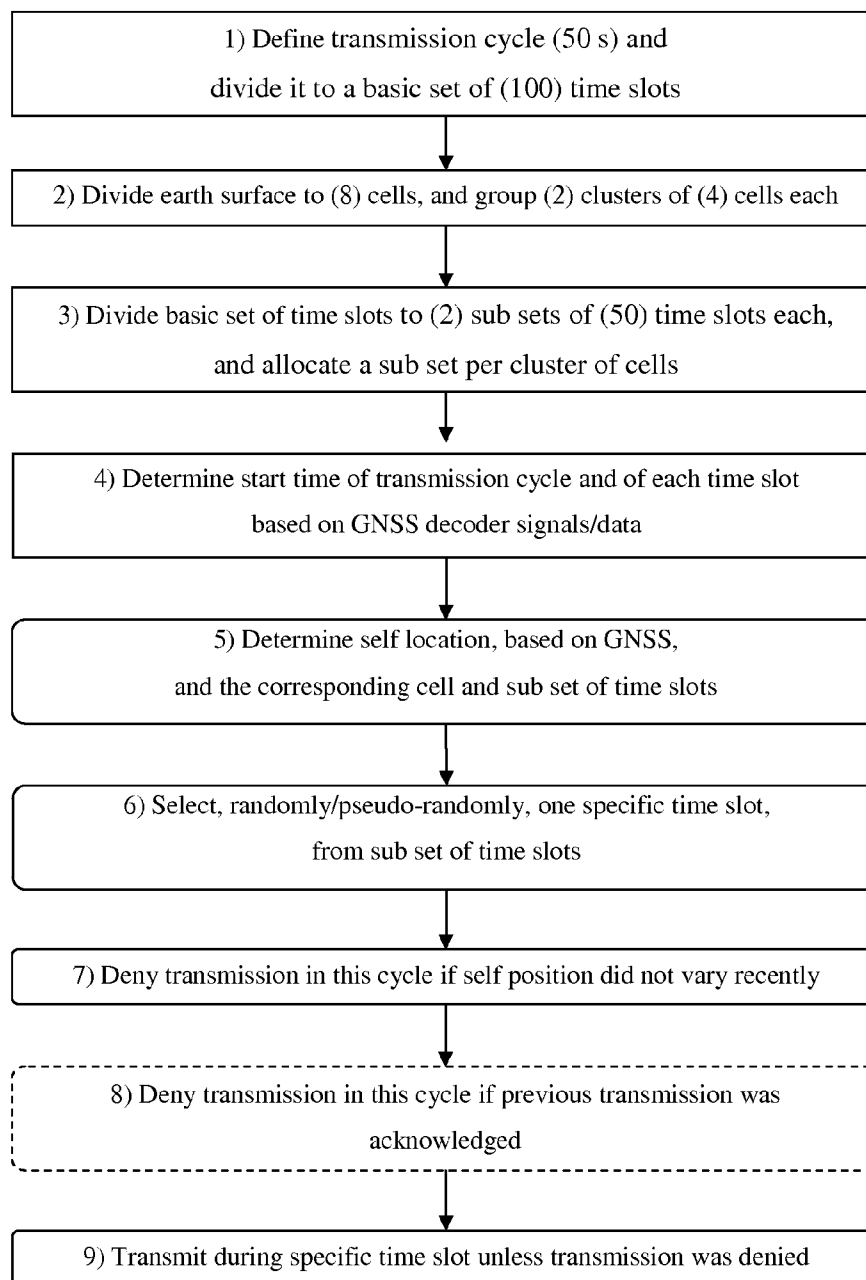 1) Define transmission cycle (50 s) and
divide it to a basic set of (100) time slots
2) Divide earth surface to (8) cells, and group (2) clusters of (4) cells each
3) Divide basic set of time slots to (2) sub sets of (50) time slots each,
and allocate a sub set per cluster of cells
4) Determine start time of transmission cycle and of each time slot
based on GNSS decoder signals/data
5) Determine self location, based on GNSS,
and the corresponding cell and sub set of time slots
6) Select, randomly/pseudo-randomly, one specific time slot,
from sub set of time slots
7) Deny transmission in this cycle if self position did not vary recently
8) Deny transmission in this cycle if previous transmission was
acknowledged
9) Transmit during specific time slot unless transmission was denied